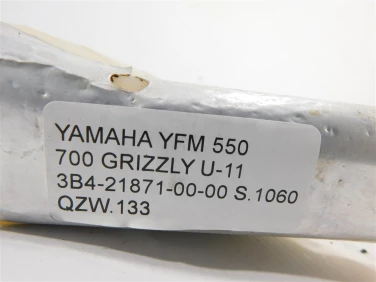 YAMAHA YFM 550
700 GRIZZLY U-11
3B4-21871-00-00 S.1060
QZW.133